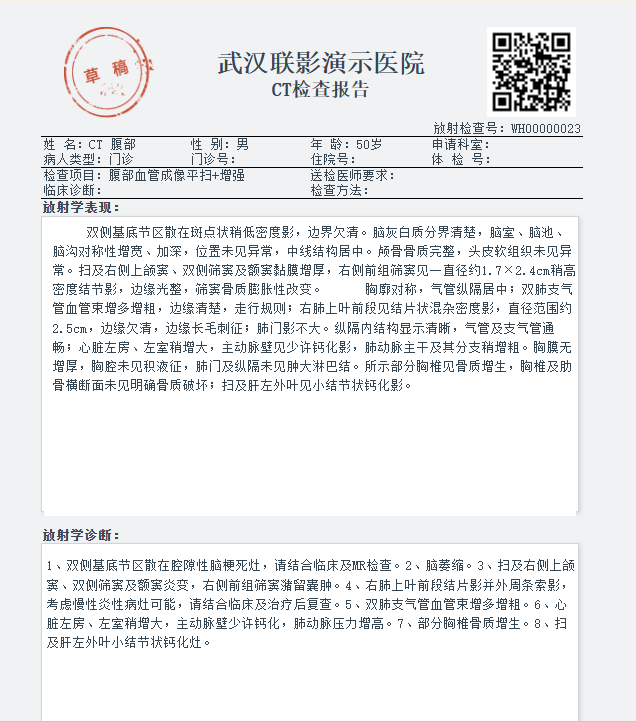 草稿
武汉联影演示医院
CT检查报告
放射检查号: WH00000023
姓 名: CT 腹部 性 别: 男 年 龄: 50岁 申请科室:
病人类型: 门诊 门诊号: 住院号: 体 检 号:
检查项目: 腹部血管成像平扫+增强 送检医师要求:
临床诊断: 检查方法:
放射学表现:
双侧基底节区散在斑点状稍低密度影，边界欠清。脑灰白质分界清楚，脑室、脑池、
脑沟对称性增宽、加深，位置未见异常，中线结构居中。颅骨骨质完整，头皮软组织未见异
常。扫及右侧上颌窦、双侧筛窦及额窦黏膜增厚，右侧前组筛窦见一直径约1.7×2.4cm稍高
密度结节影，边缘光整，筛窦骨质膨胀性改变。 胸廓对称，气管纵隔居中；双肺支气
管血管束增多增粗，边缘清楚，走行规则；右肺上叶前段见结片状混杂密度影，直径范围约
2.5cm，边缘欠清，边缘长毛刺征；肺门影不大。纵隔内结构显示清晰，气管及支气管通
畅；心脏左房、左室稍增大，主动脉壁见少许钙化影，肺动脉主干及其分支稍增粗。胸膜无
增厚，胸腔未见积液征，肺门及纵隔未见肿大淋巴结。所示部分胸椎见骨质增生，胸椎及肋
骨横断面未见明确骨质破坏；扫及肝左外叶见小结节状钙化影。
放射学诊断:
1、双侧基底节区散在腔隙性脑梗死灶，请结合临床及MR检查。2、脑萎缩。3、扫及右侧上颌
窦、双侧筛窦及额窦炎变，右侧前组筛窦潴留囊肿。4、右肺上叶前段结片影并外周条索影，
考虑慢性炎性病灶可能，请结合临床及治疗后复查。5、双肺支气管血管束增多增粗。6、心
脏左房、左室稍增大，主动脉壁少许钙化，肺动脉压力增高。7、部分胸椎骨质增生。8、扫
及肝左外叶小结节状钙化灶。